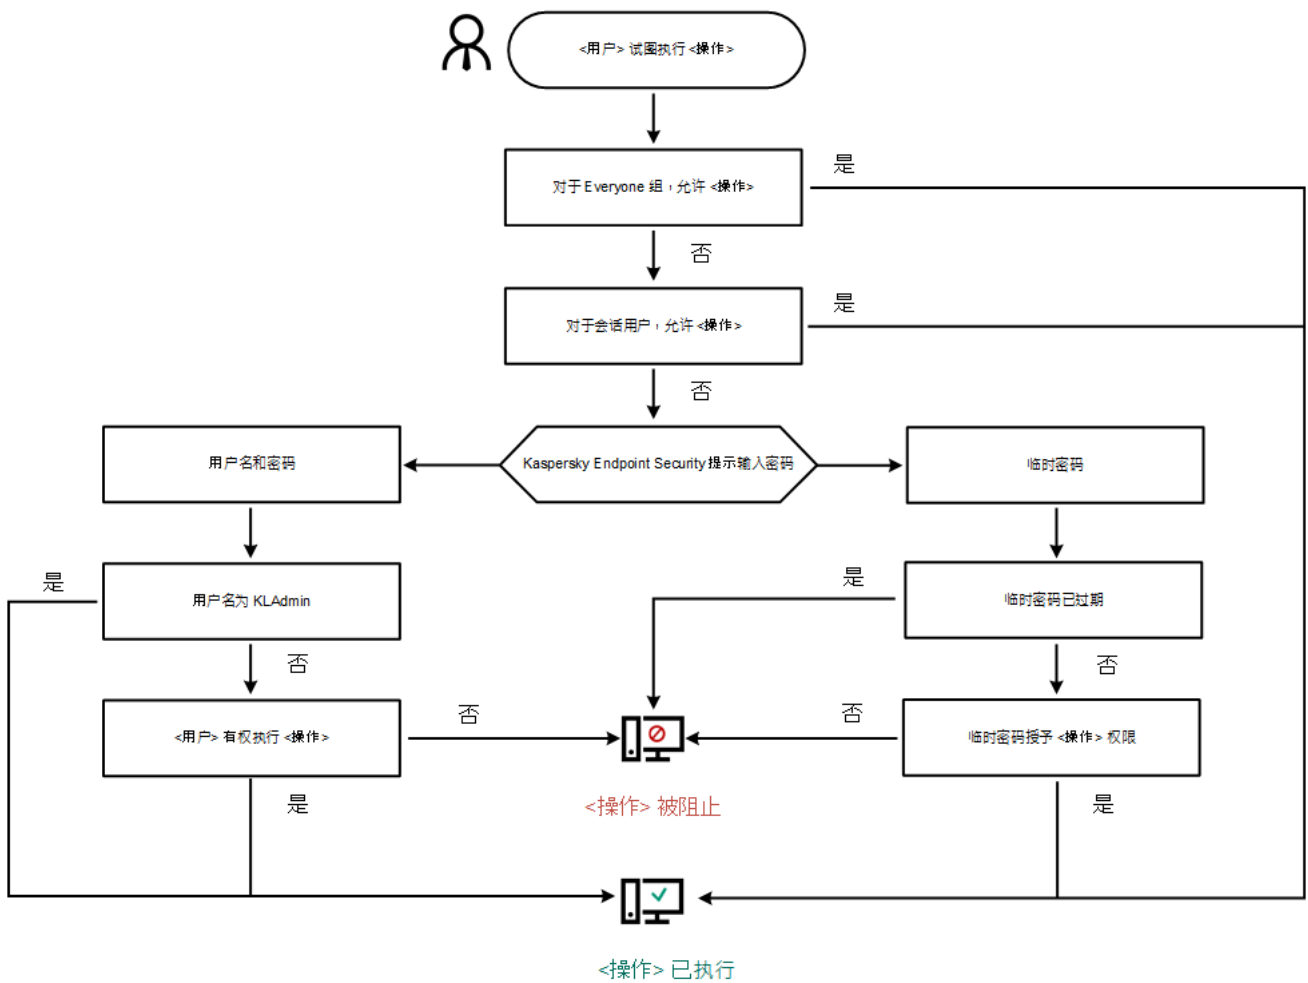 <用户> 试图执行 <操作>
是
对于 Everyone 组，允许 <操作>
否
是
对于会话用户，允许 <操作>
否
用户名和密码
Kaspersky Endpoint Security 提示输入密码
临时密码
是
用户名为 KLAdmin
是
临时密码已过期
否
否
<用户> 有权执行 <操作>
否
否
临时密码授予 <操作> 权限
<操作> 被阻止
是
是
<操作> 已执行